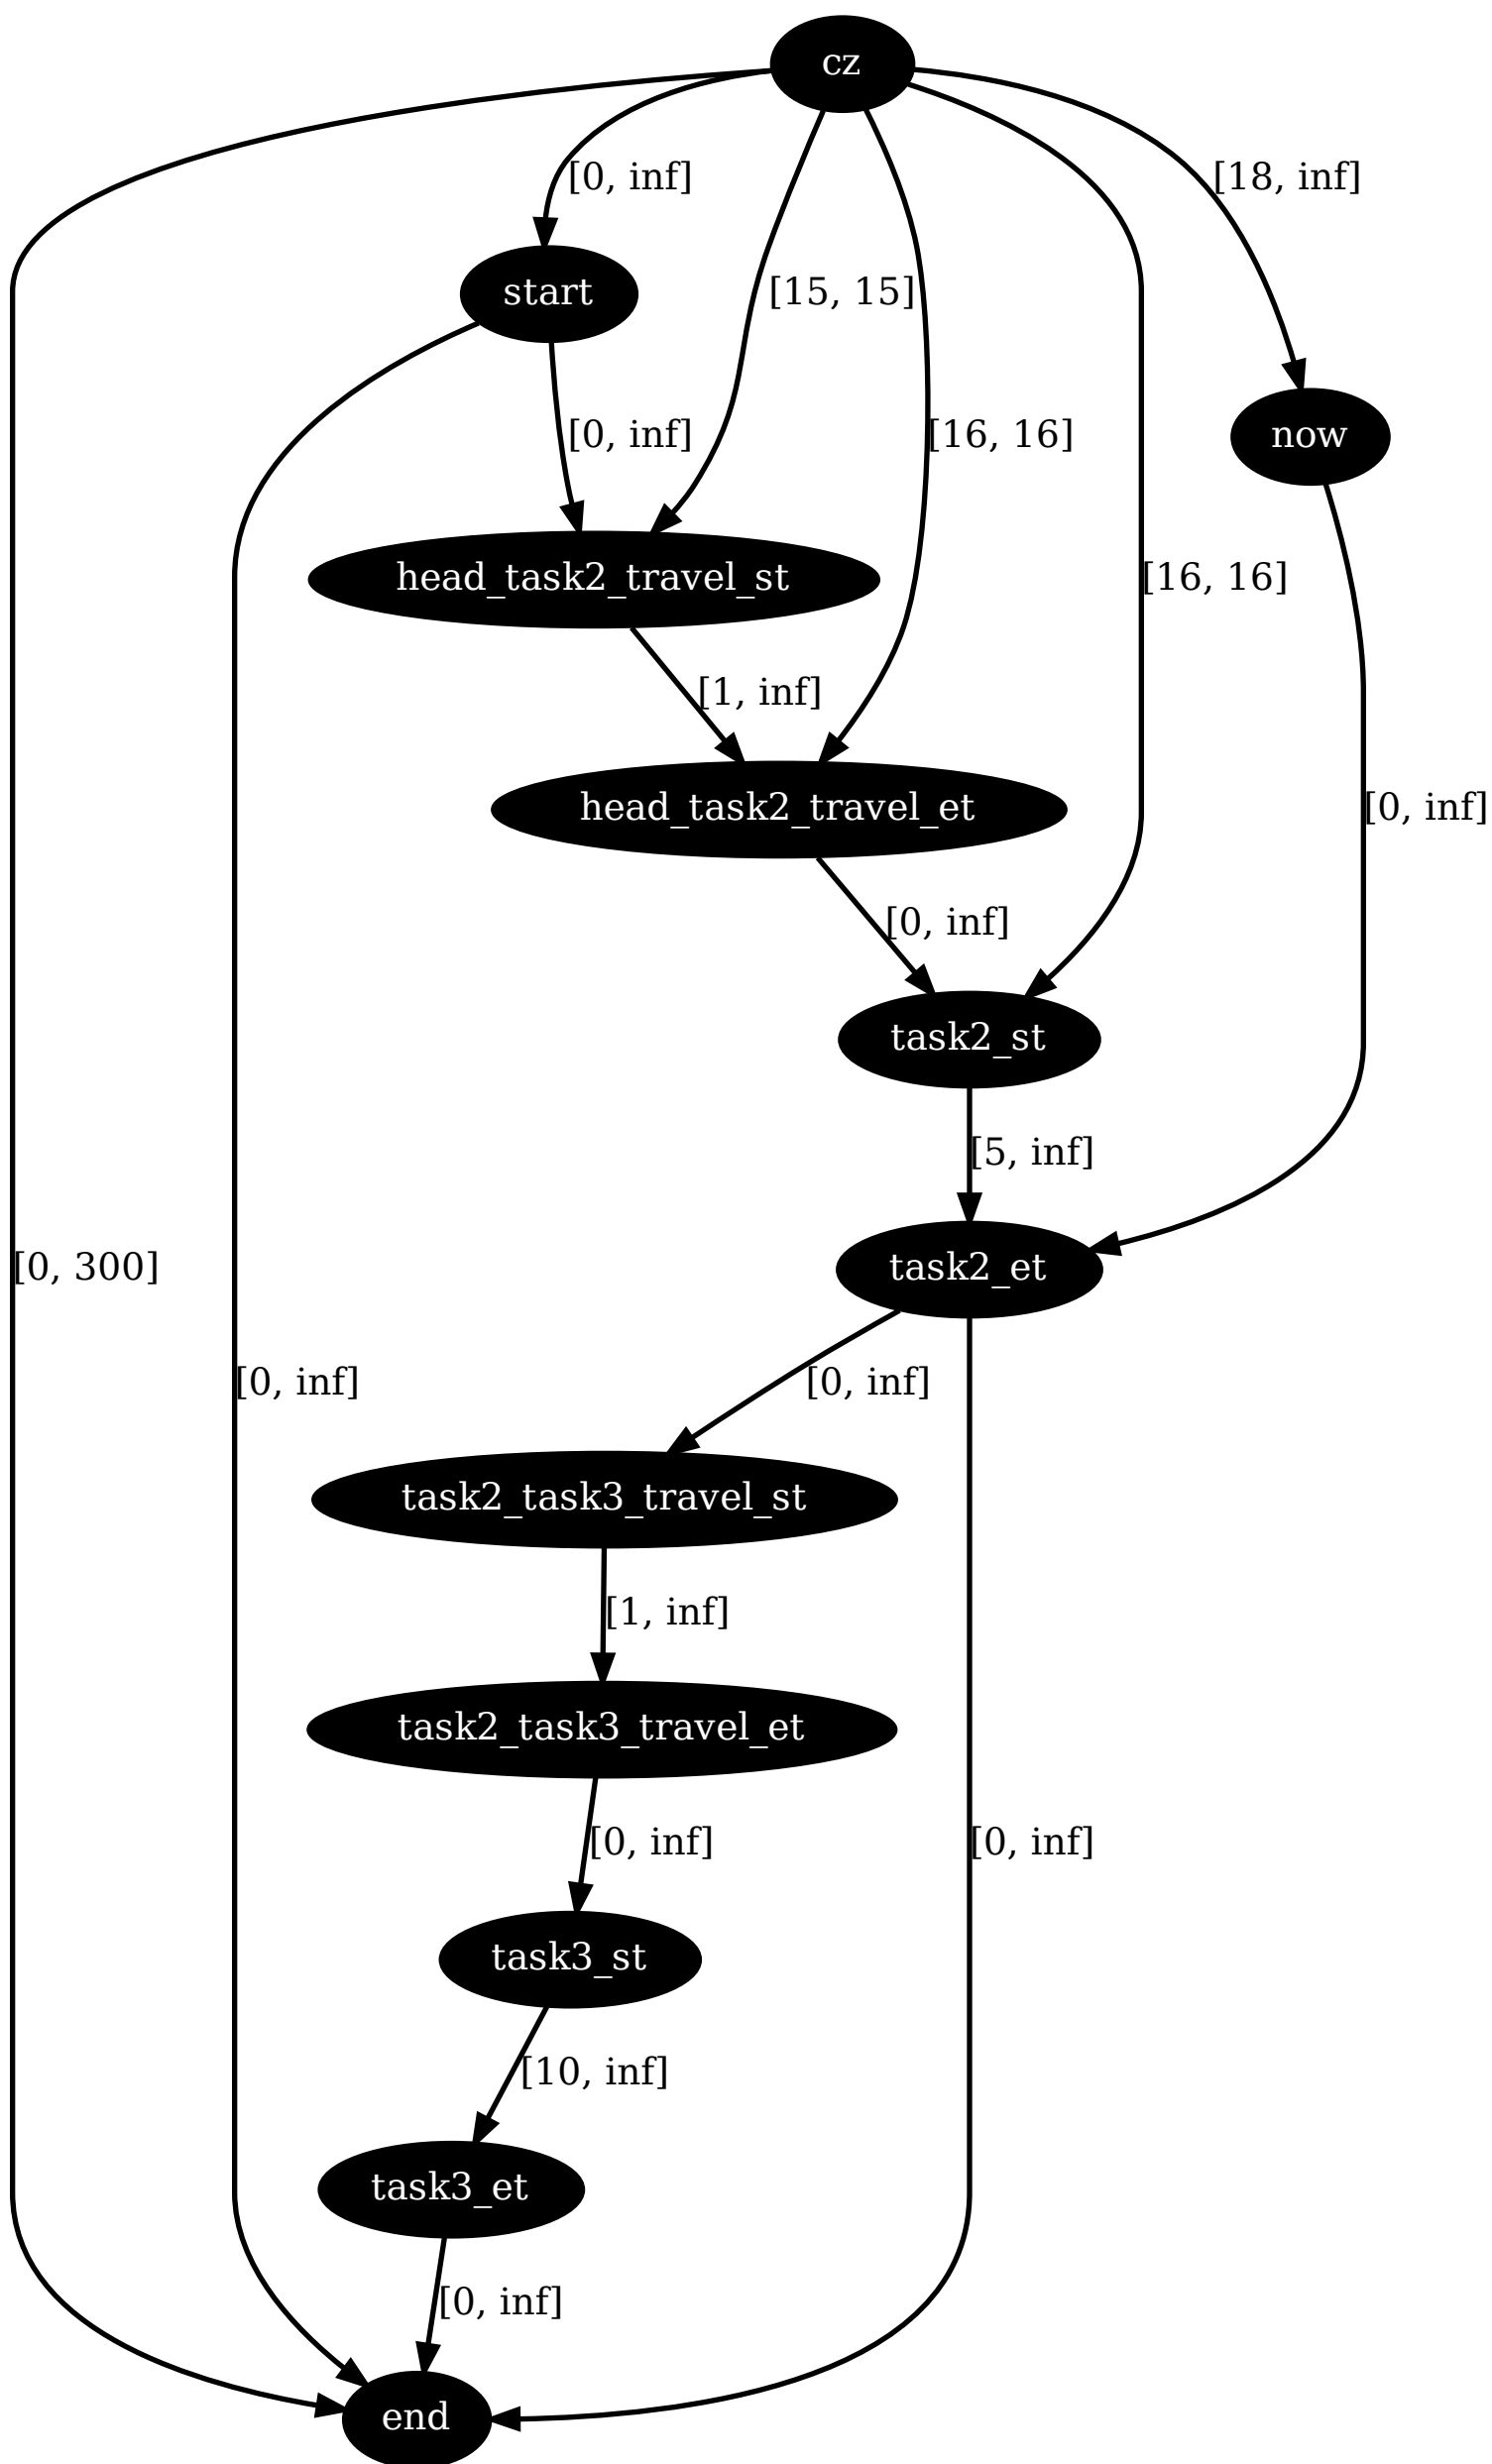 cz
[0, inf]
[18, inf]
start
[15, 15]
now
[0, inf]
[16, 16]
head_task2_travel_st
[16, 16]
[1, inf]
head_task2_travel_et
[0, inf]
[0, inf]
task2_st
[5, inf]
task2_et
[0, 300]
[0, inf]
[0, inf]
task2_task3_travel_st
[1, inf]
task2_task3_travel_et
[0, inf]
[0, inf]
task3_st
[10, inf]
task3_et
[0, inf]
end